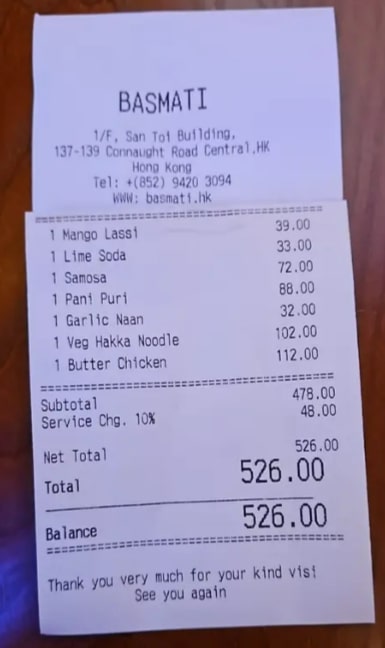 BASMATI
1/F, San Toi Building,
137-139 Connaught Road Central,HK
Hong Kong
Tel: +(852) 9420 3094
WWW: basmati.hk
1 Mango Lassi 39.00
1 Lime Soda 33.00
1 Samosa 72.00
1 Pani Puri 88.00
1 Garlic Naan 32.00
1 Veg Hakka Noodle 102.00
1 Butter Chicken 112.00
Subtotal 478.00
Service Chg. 10% 48.00
Net Total 526.00
Total 526.00
Balance 526.00
Thank you very much for your kind visi
See you again